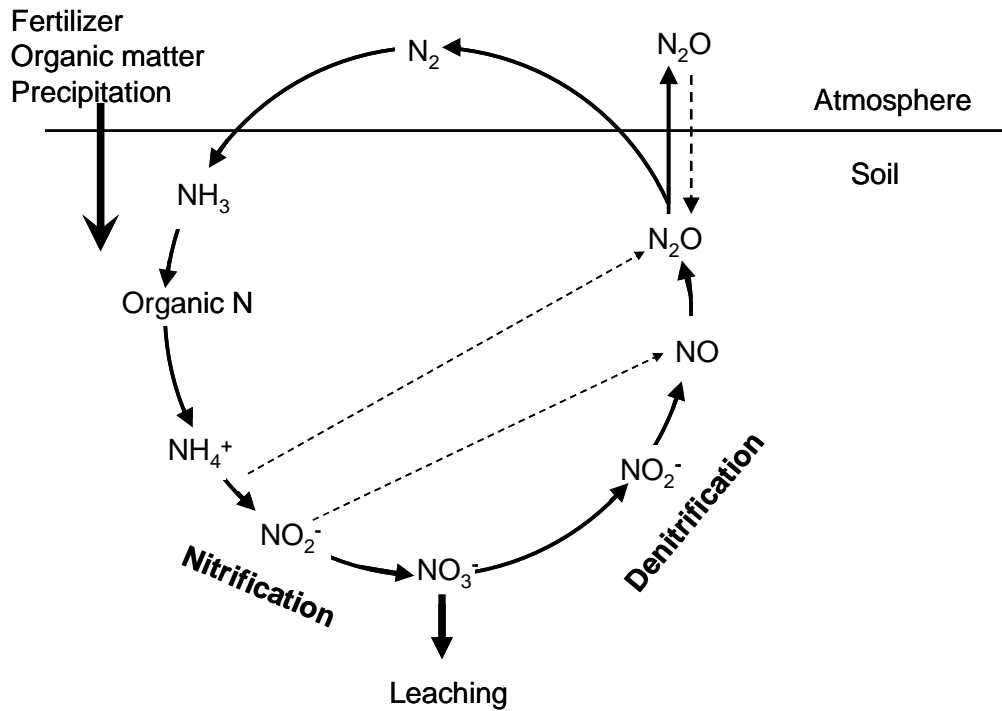 Fertilizer
Organic matter
Precipitation
N₂
N₂O
Atmosphere
Soil
NH₃
N₂O
Organic N
NO
NH₄⁺
NO₂⁻
NO₂⁻
NO₃⁻
Nitrification
Denitrification
Leaching